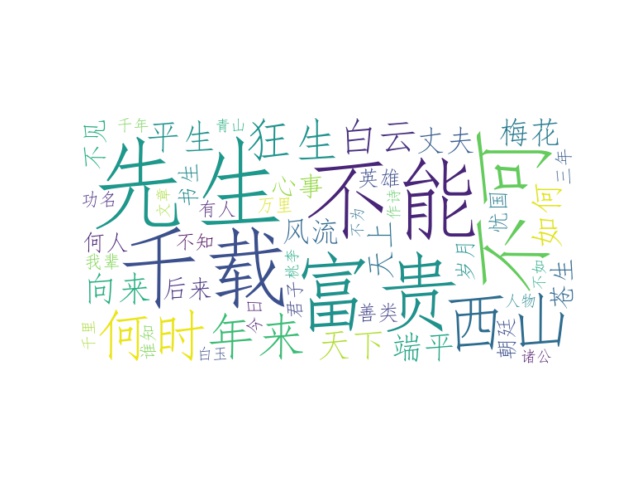 千年
青山
不见
平生
狂生
白云
丈夫
梅花
先生
不能
不可
书生
心事
英雄
三年
功名
文章
有人
万里
作诗
忧国
如何
何人
不知
风流
不为
天上
千载
我辈
桃李
岁月
不如
向来
后来
富贵
君子
苍生
今日
善类
西山
人物
何时
年来
天下
端平
朝廷
千里
谁知
白玉
诸公